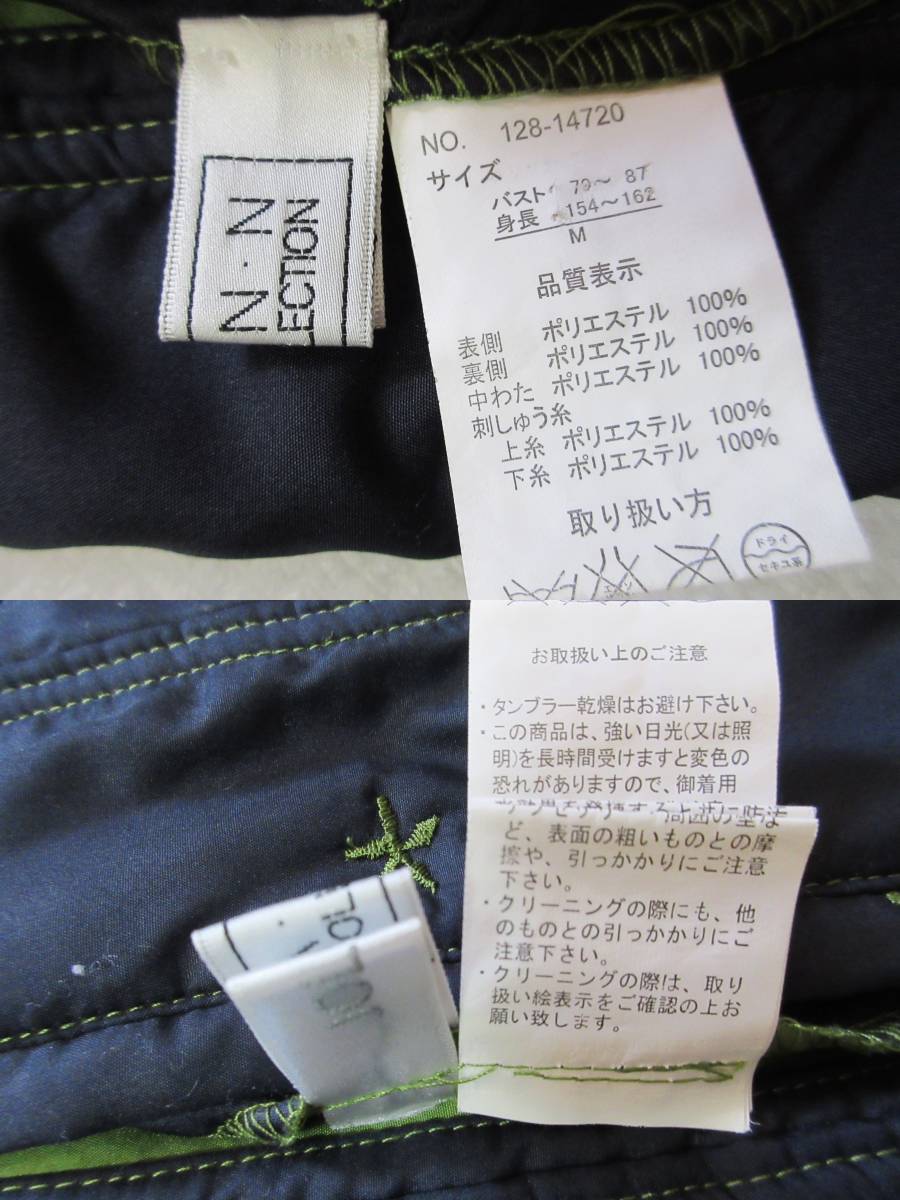 N・N
ECTION
NO. 128-14720
サイズ
バスト 79～87
身長 154～162
M
品質表示
表側 ポリエステル 100%
裏側 ポリエステル 100%
中わた ポリエステル 100%
刺しゅう糸
上糸 ポリエステル 100%
下糸 ポリエステル 100%
取り扱い方
ドライ
セキユ系
お取扱い上のご注意
・タンブラー乾燥はお避け下さい。
・この商品は、強い日光(又は照
明)を長時間受けますと変色の
恐れがありますので、御着用
ど、表面の粗いものとの摩
擦や、引っかかりにご注意
下さい。
・クリーニングの際にも、他
のものとの引っかかりにご
注意下さい。
・クリーニングの際は、取り
扱い絵表示をご確認の上お
願い致します。